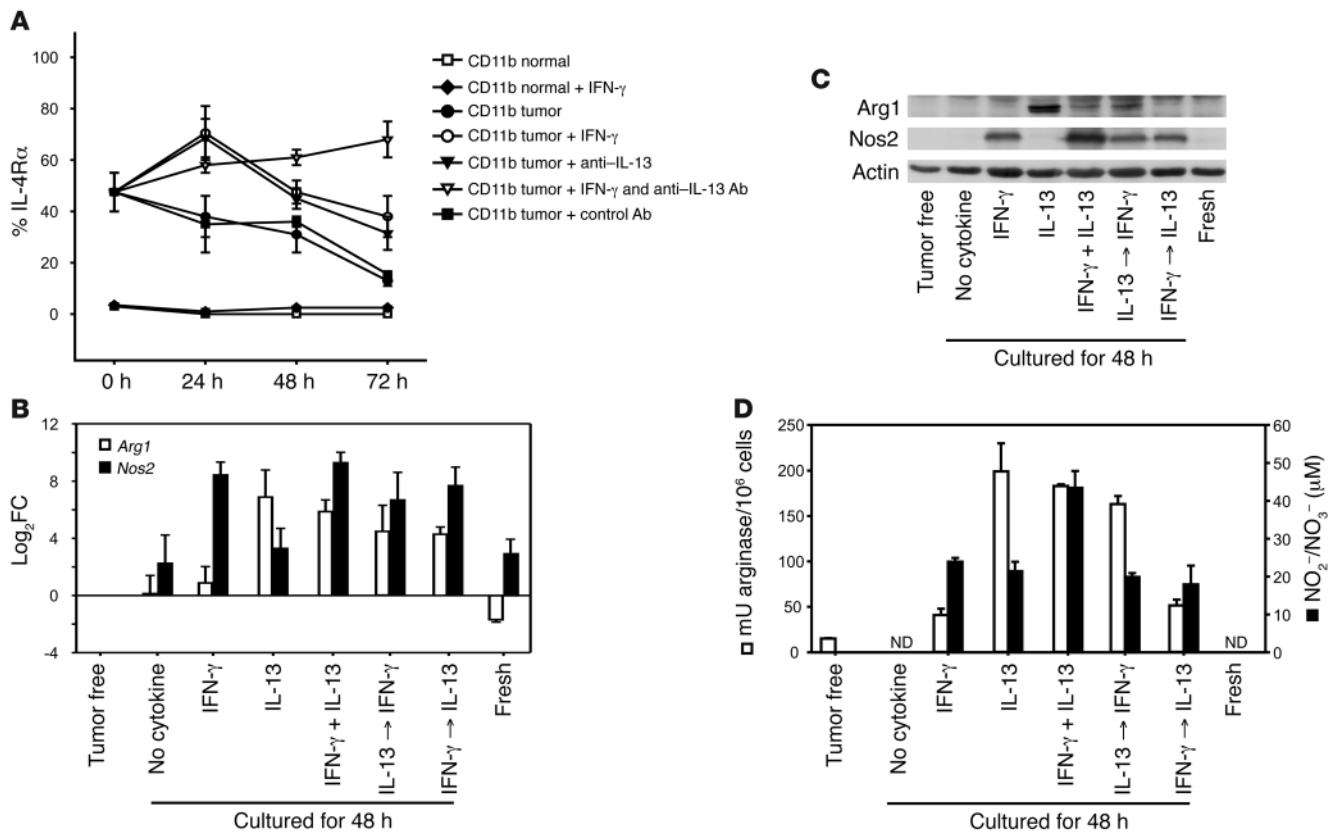 A
100
80
60
40
20
0
% IL-4Rα
0 h 24 h 48 h 72 h
CD11b normal
CD11b normal + IFN-γ
CD11b tumor
CD11b tumor + IFN-γ
CD11b tumor + anti–IL-13
CD11b tumor + IFN-γ and anti–IL-13 Ab
CD11b tumor + control Ab
B
12
8
4
0
-4
Log₂FC
Arg1
Nos2
Tumor free
No cytokine
IFN-γ
IL-13
IFN-γ + IL-13
IL-13 → IFN-γ
IFN-γ → IL-13
Fresh
Cultured for 48 h
C
Arg1
Nos2
Actin
Tumor free
No cytokine
IFN-γ
IL-13
IFN-γ + IL-13
IL-13 → IFN-γ
IFN-γ → IL-13
Fresh
Cultured for 48 h
D
250
200
150
100
50
0
mU arginase/10⁶ cells
60
50
40
30
20
10
0
NO₂⁻/NO₃⁻ (μM)
ND
ND
Tumor free
No cytokine
IFN-γ
IL-13
IFN-γ + IL-13
IL-13 → IFN-γ
IFN-γ → IL-13
Fresh
Cultured for 48 h